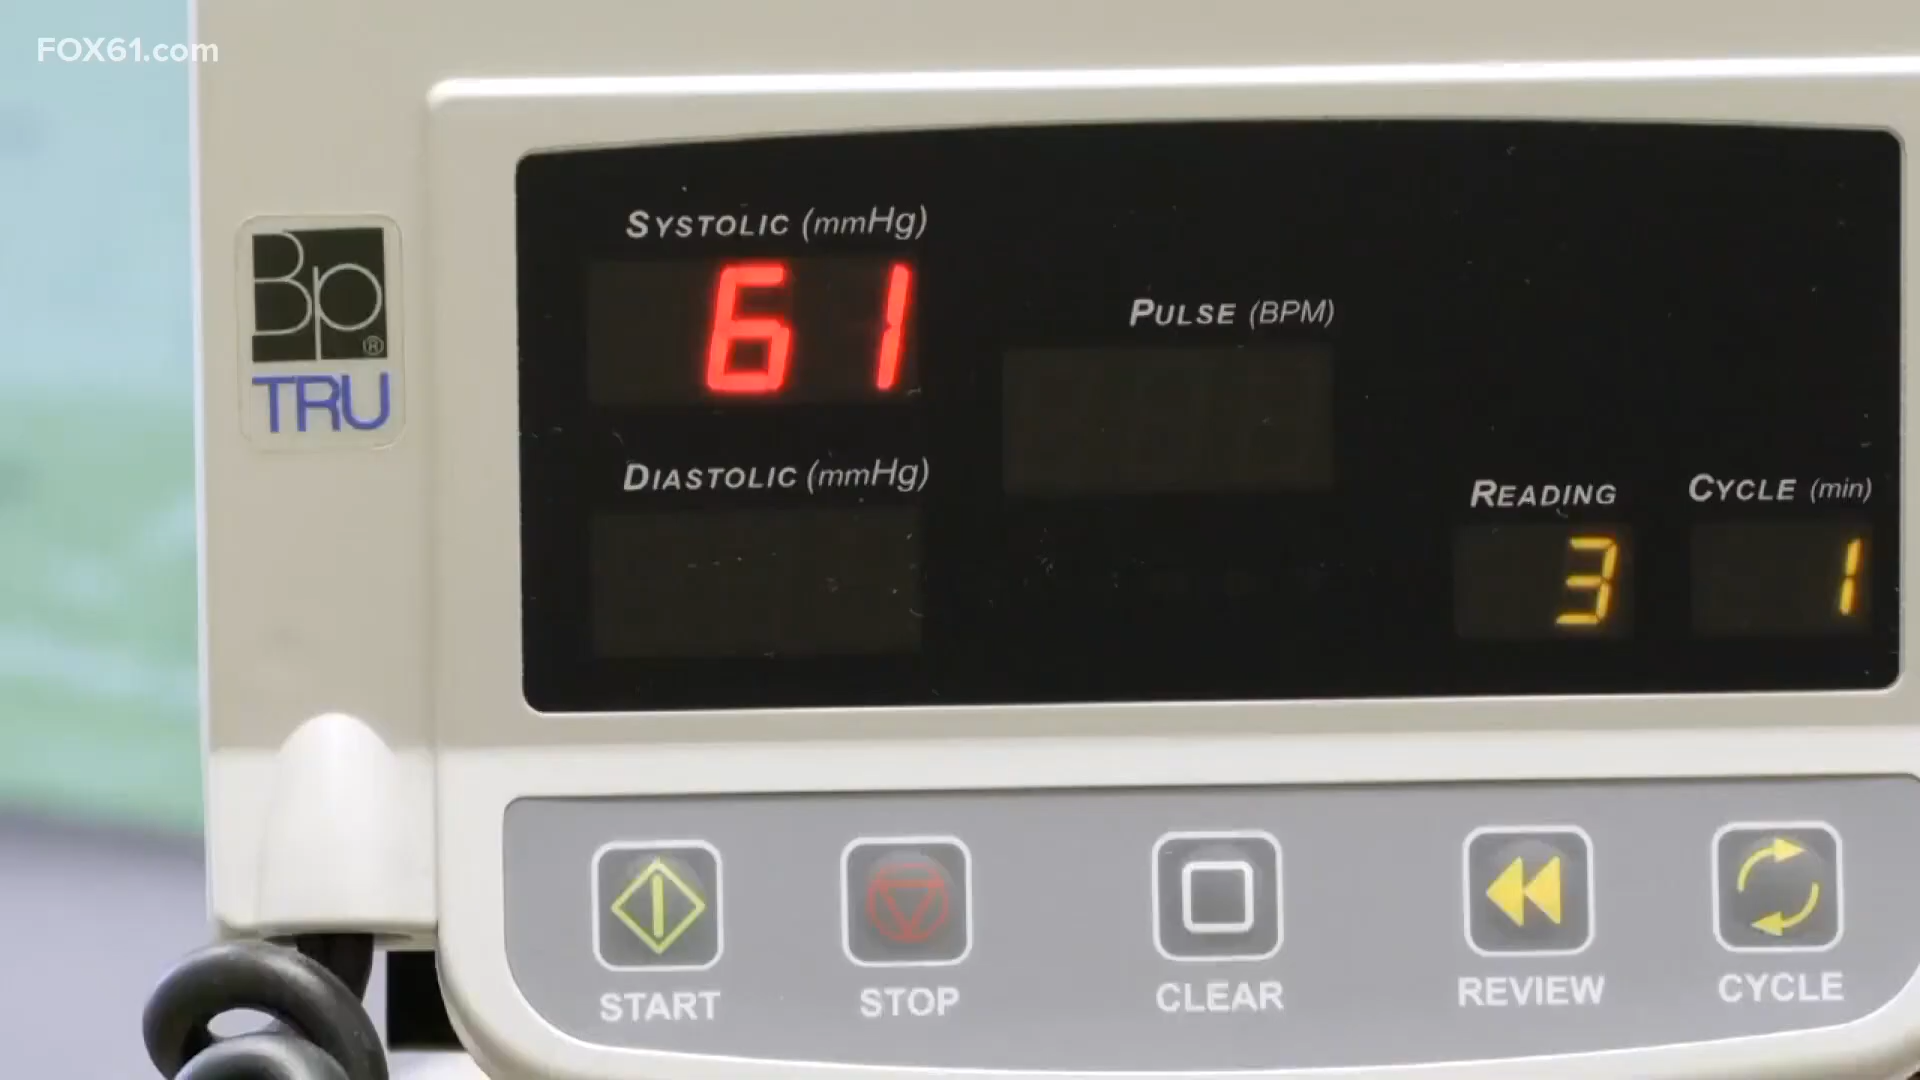 FOX61.com
Bp®
TRU
SYSTOLIC (mmHg)
61
PULSE (BPM)
DIASTOLIC (mmHg)
READING
3
CYCLE (min)
1
START
STOP
CLEAR
REVIEW
CYCLE